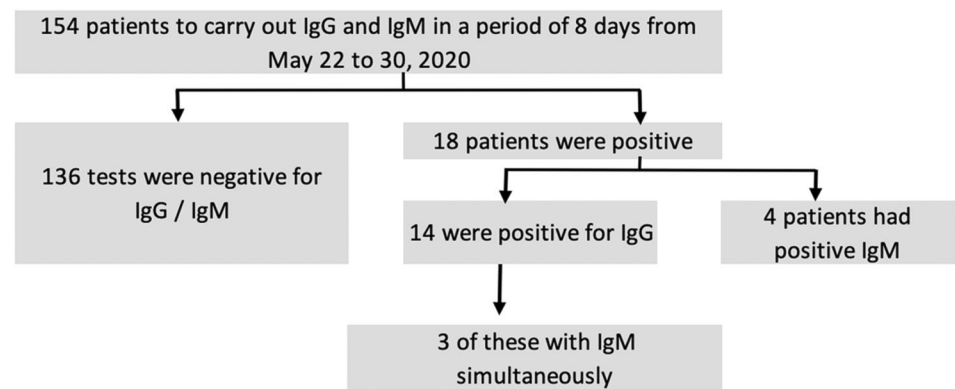 154 patients to carry out IgG and IgM in a period of 8 days from
May 22 to 30, 2020
136 tests were negative for
IgG / IgM
18 patients were positive
14 were positive for IgG
4 patients had
positive IgM
3 of these with IgM
simultaneously